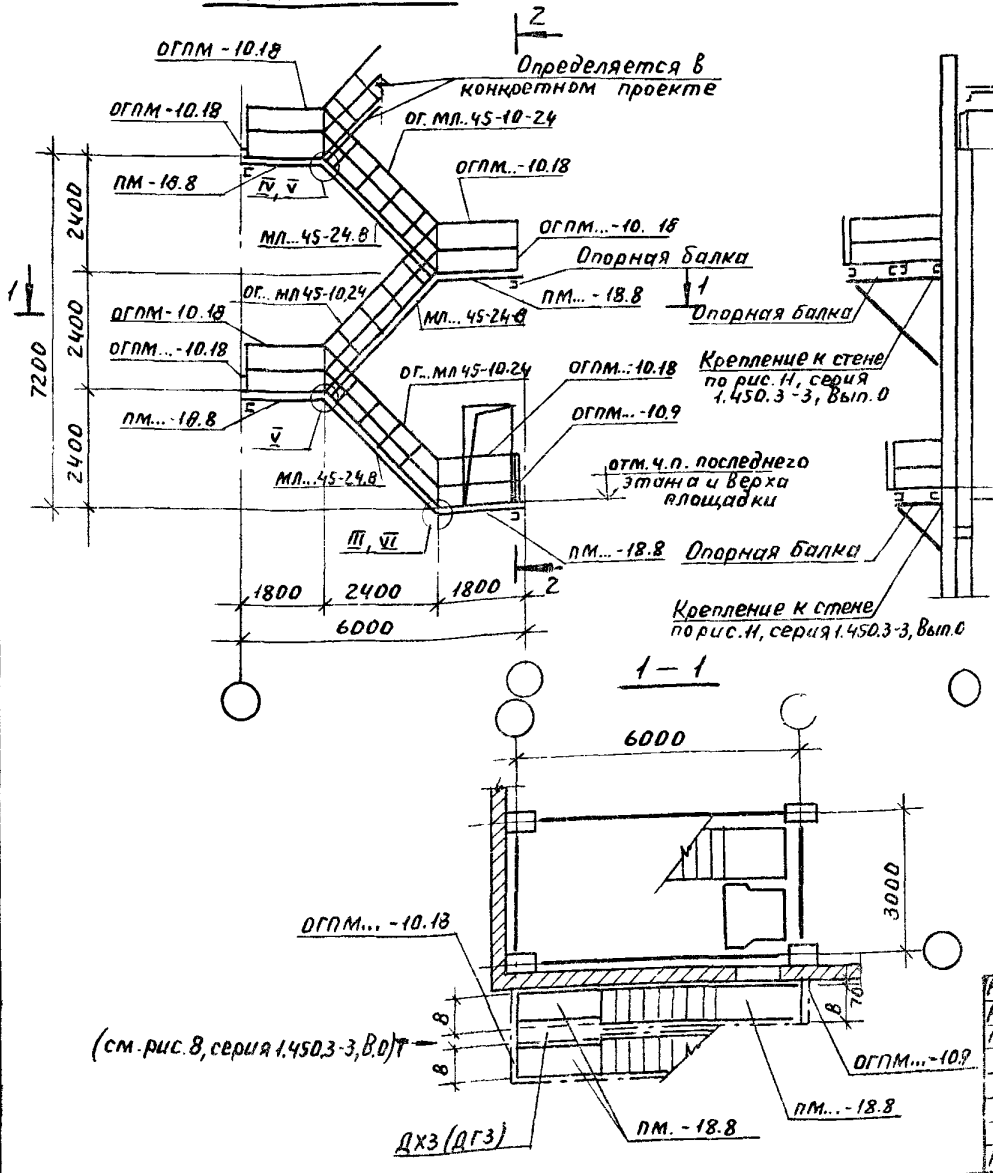 2
ОГПМ -10.18
Определяется в
конкретном проекте
ОГПМ -10.18
ОГ. МЛ..45-10-24
ОГПМ...-10.18
ПМ -18.8
IV, V
2400
МЛ...45-24.8
ОГПМ...-10.18
Опорная балка
1
1
ОГ... МЛ 45-10.24
ПМ...-18.8
ОГПМ-10.18
МЛ...45-24-8
Опорная балка
7200
2400
ОГПМ...-10.18
ОГ...МЛ 45-10.24
ОГПМ...-10.18
Крепление к стене
по рис. 11, серия
1.450.3-3, Вып. 0
ПМ...-18.8
ОГПМ...-10.9
V
2400
МЛ...45-24.8
отм. ч.п. последнего
этажа и верха
площадки
III, VI
ПМ...-18.8
Опорная балка
1800
2400
1800
2
6000
Крепление к стене
по рис. 11, серия 1.450.3-3, Вып.0
1 - 1
6000
3000
ОГПМ...-10.18
70
В
В
В
(см. рис. 8, серия 1.450.3-3, В.0)
ОГПМ...-10.9
ПМ...-18.8
ПМ.-18.8
ДХЗ (ДГЗ)